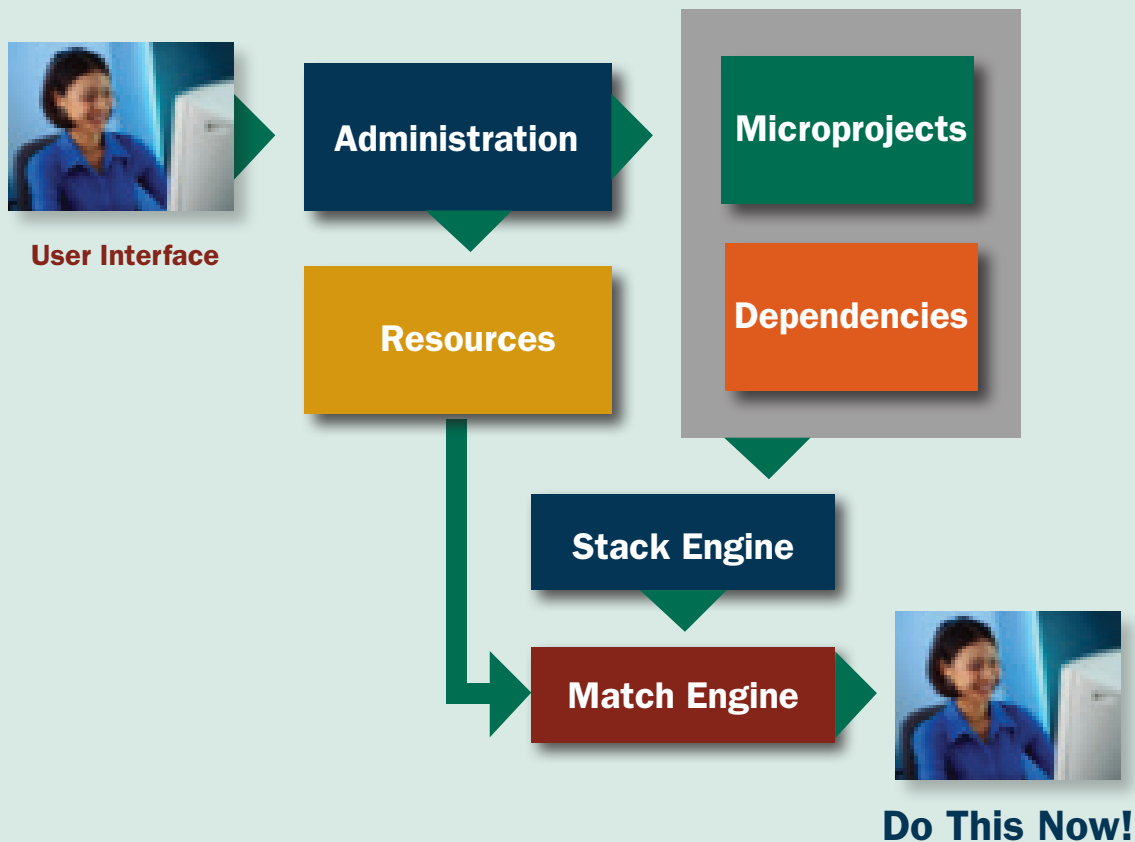 Administration
Microprojects
User Interface
Resources
Dependencies
Stack Engine
Match Engine
Do This Now!